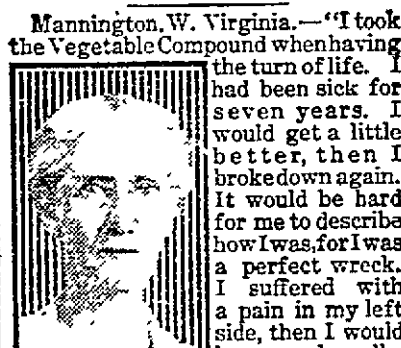 Mannington, W. Virginia.—"I took
the Vegetable Compound when having
the turn of life. I
had been sick for
seven years. I
would get a little
better, then I
broke down again.
It would be hard
for me to describe
how I was, for I was
a perfect wreck.
I suffered with
a pain in my left
side, then I would